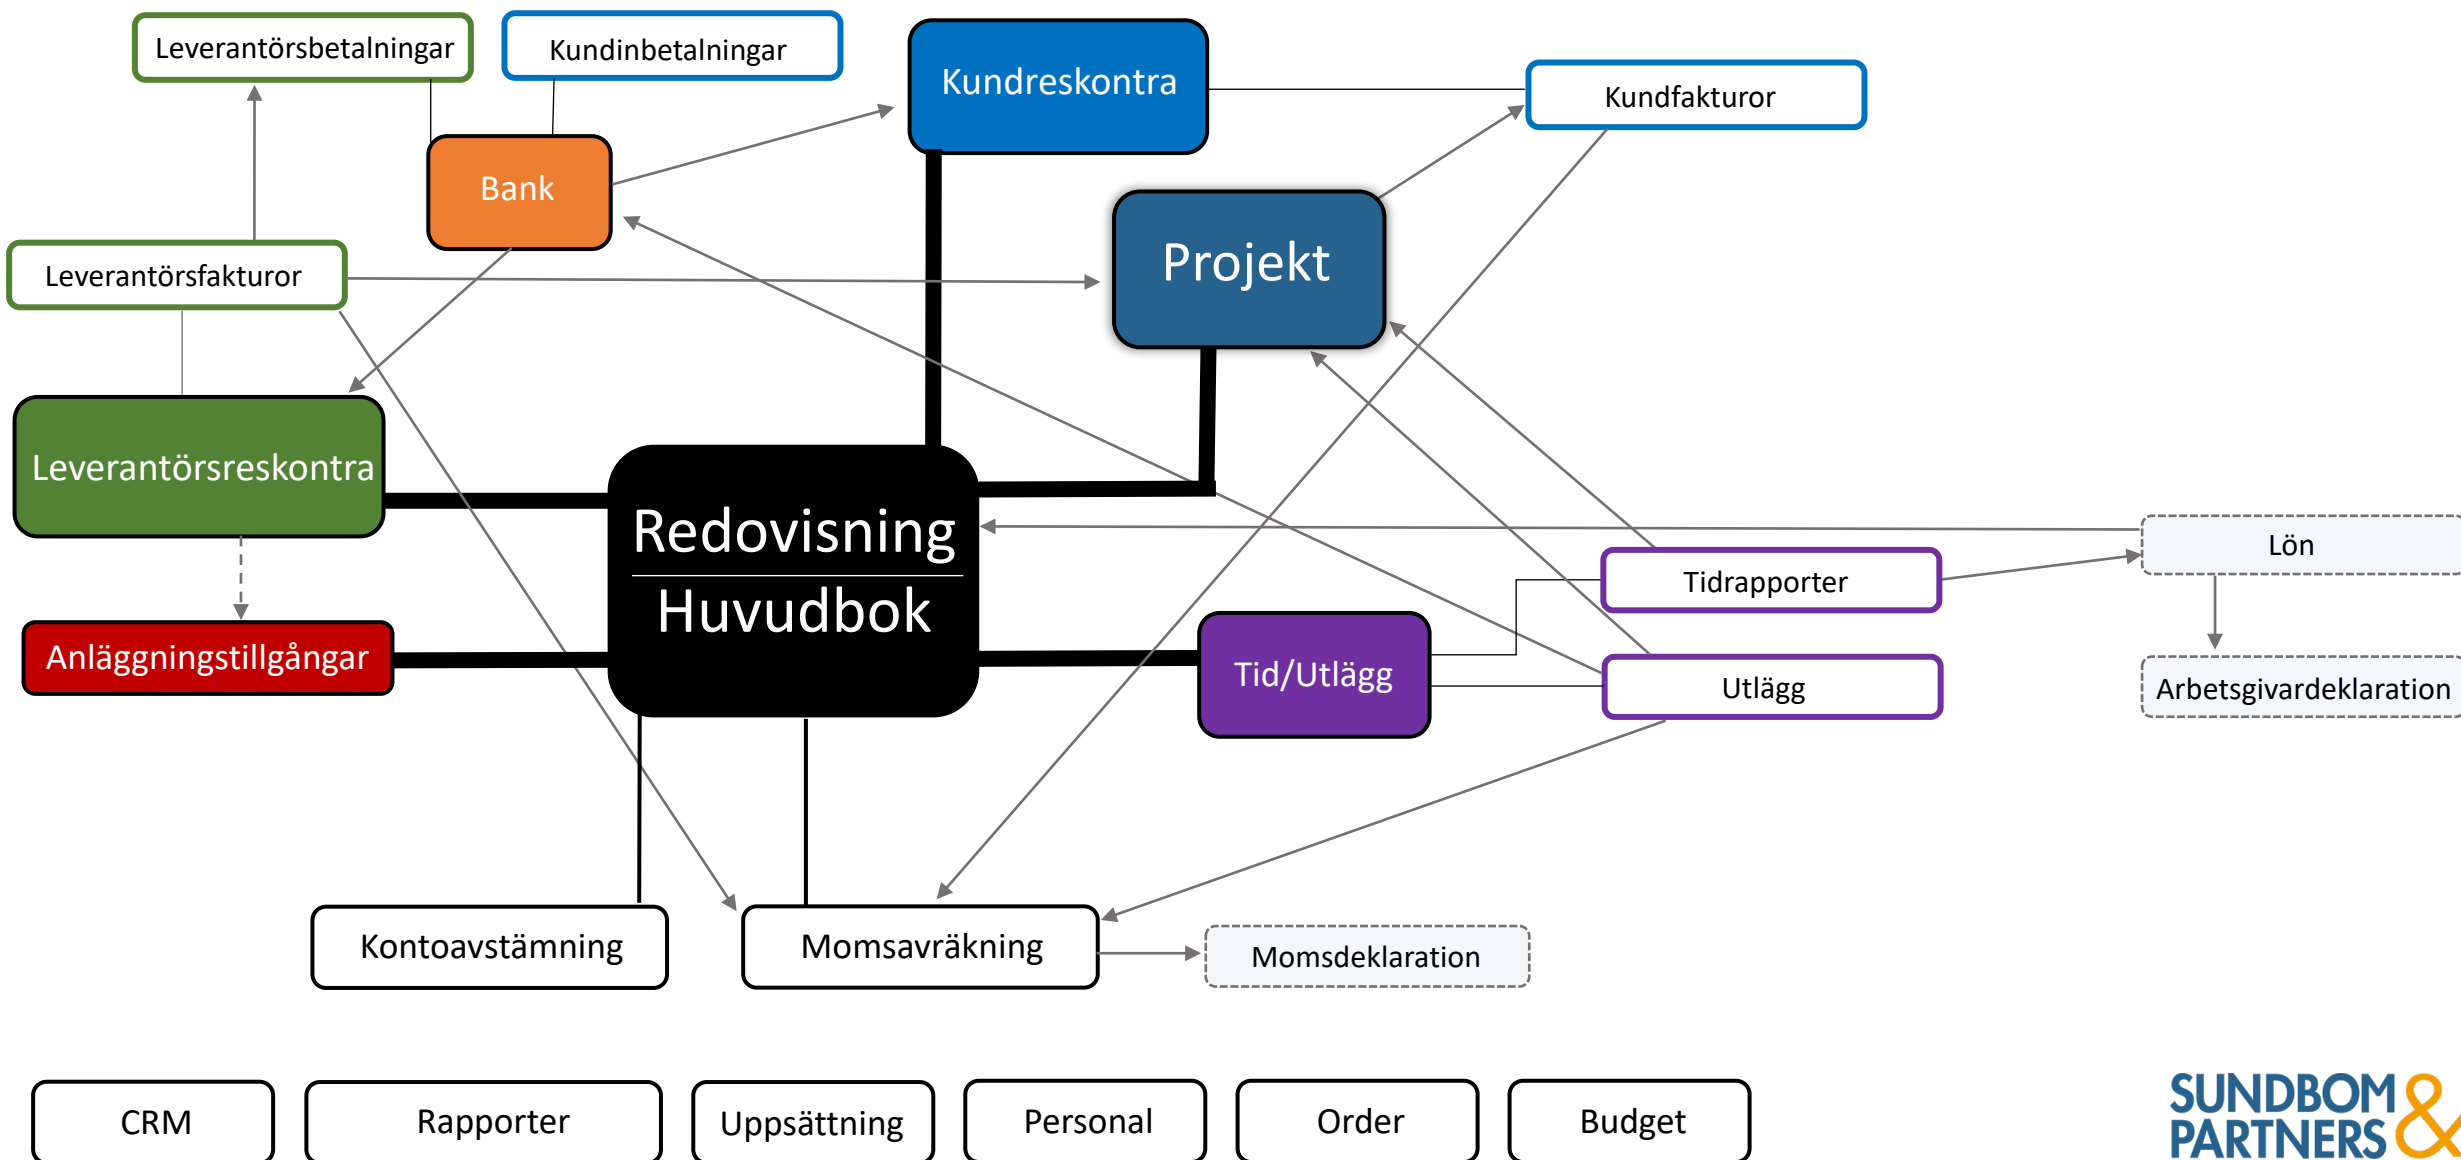 Leverantörsbetalningar
Kundinbetalningar
Kundreskontra
Kundfakturor
Bank
Projekt
Leverantörsfakturor
Leverantörsreskontra
Redovisning
Huvudbok
Lön
Tidrapporter
Anläggningstillgångar
Tid/Utlägg
Utlägg
Arbetsgivardeklaration
Kontoavstämning
Momsavräkning
Momsdeklaration
CRM
Rapporter
Uppsättning
Personal
Order
Budget
SUNDBOM &
PARTNERS